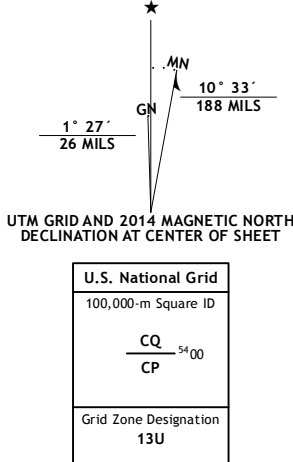 ★
MN
GN
10° 33´
188 MILS
1° 27´
26 MILS
UTM GRID AND 2014 MAGNETIC NORTH
DECLINATION AT CENTER OF SHEET
U.S. National Grid
100,000-m Square ID
CQ
5400
CP
Grid Zone Designation
13U